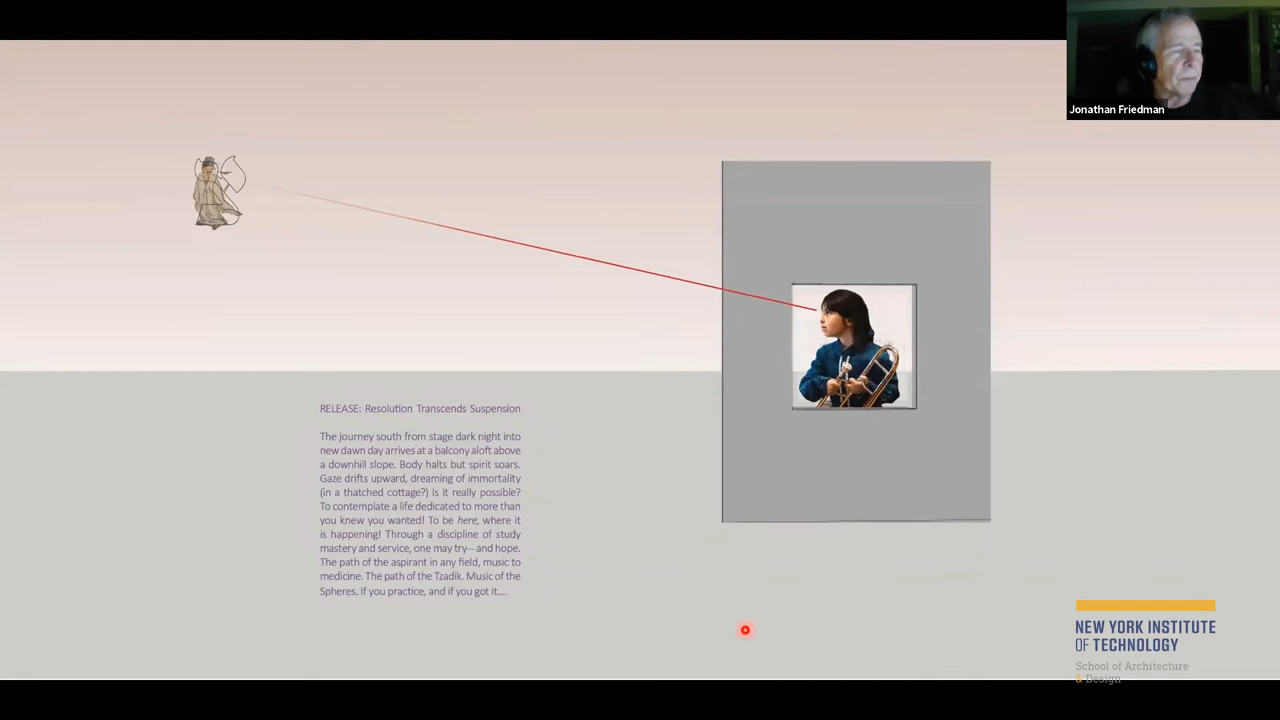 Jonathan Friedman
RELEASE: Resolution Transcends Suspension
The journey south from stage dark night into
new dawn day arrives at a balcony aloft above
a downhill slope. Body halts but spirit soars.
Gaze drifts upward, dreaming of immortality
(in a thatched cottage?) Is it really possible?
To contemplate a life dedicated to more than
you knew you wanted! To be here, where it
is happening! Through a discipline of study
mastery and service, one may try-- and hope.
The path of the aspirant in any field, music to
medicine. The path of the Tzadik. Music of the
Spheres. If you practice, and if you got it....
NEW YORK INSTITUTE
OF TECHNOLOGY
School of Architecture
& Design